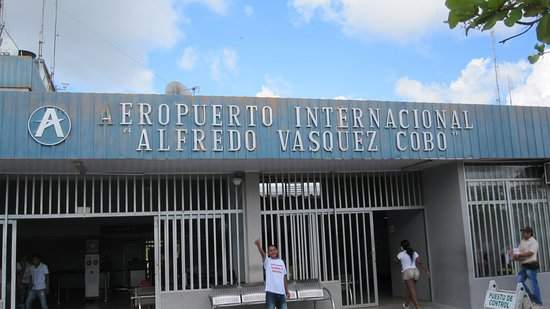 A
AEROPUERTO INTERNACIONAL
"ALFREDO VASQUEZ COBO"
PUESTO DE
CONTROL